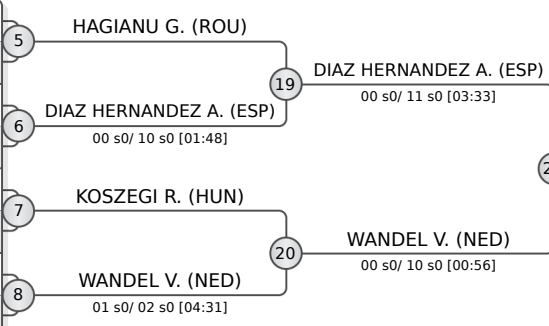 HAGIANU G. (ROU)
5
19
DIAZ HERNANDEZ A. (ESP)
00 s0/ 11 s0 [03:33]
DIAZ HERNANDEZ A. (ESP)
6
00 s0/ 10 s0 [01:48]
KOSZEGI R. (HUN)
7
20
WANDEL V. (NED)
00 s0/ 10 s0 [00:56]
WANDEL V. (NED)
8
01 s0/ 02 s0 [04:31]